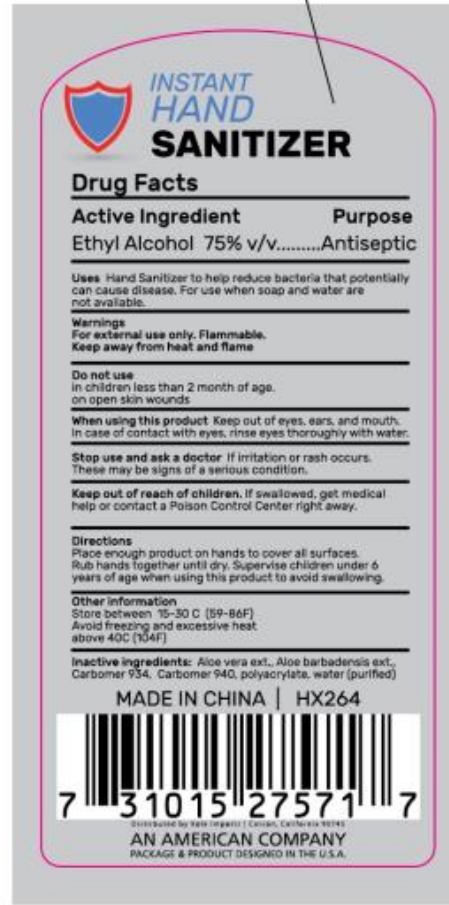 INSTANT
HAND
SANITIZER
Drug Facts
Active Ingredient Purpose
Ethyl Alcohol 75% v/v.........Antiseptic
Uses Hand Sanitizer to help reduce bacteria that potentially
can cause disease. For use when soap and water are
not available.
Warnings
For external use only. Flammable.
Keep away from heat and flame
Do not use
in children less than 2 month of age.
on open skin wounds
When using this product Keep out of eyes, ears, and mouth.
In case of contact with eyes, rinse eyes thoroughly with water.
Stop use and ask a doctor If irritation or rash occurs.
These may be signs of a serious condition.
Keep out of reach of children. If swallowed, get medical
help or contact a Poison Control Center right away.
Directions
Place enough product on hands to cover all surfaces.
Rub hands together until dry. Supervise children under 6
years of age when using this product to avoid swallowing.
Other information
Store between 15-30 C (59-86F)
Avoid freezing and excessive heat
above 40C (104F)
Inactive ingredients: Aloe vera ext., Aloe barbadensis ext.,
Carbomer 934, Carbomer 940, polyacrylate, water (purified)
MADE IN CHINA | HX264
7 31015 27571 7
Distributed by Kole Imports | Carson, California 90745
AN AMERICAN COMPANY
PACKAGE & PRODUCT DESIGNED IN THE U.S.A.